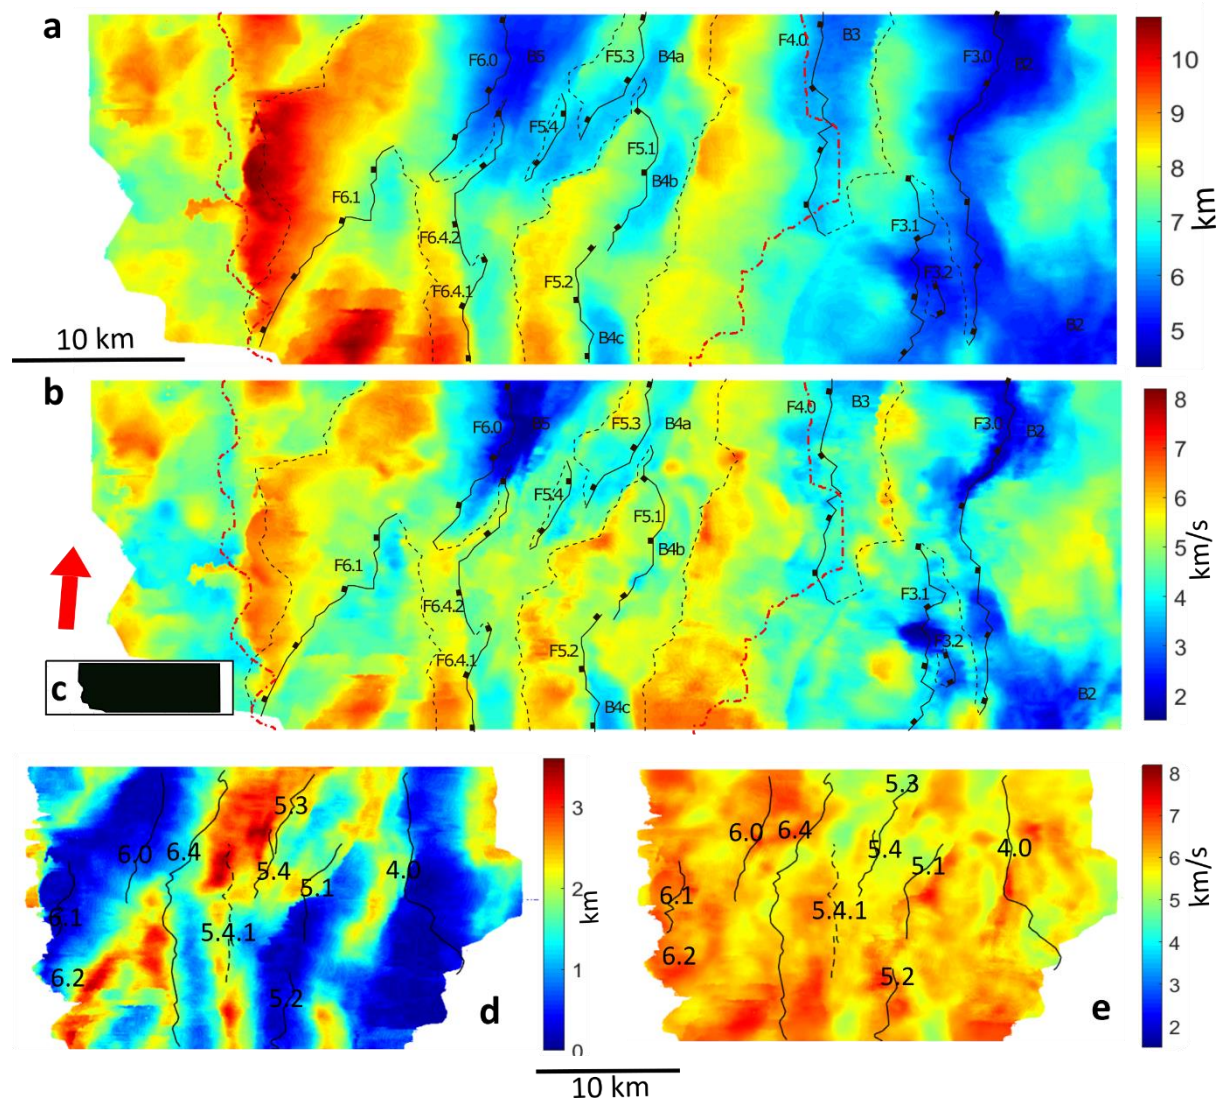 a
F6.0
B5
F5.3
B4a
F4.0
B3
F3.0
B2
F5.4
F5.1
B4b
F6.1
F6.4.2
F6.4.1
F5.2
B4c
F3.1
F3.2
B2
10 km
10
9
8
7
6
5
km
b
F6.0
B5
F5.3
B4a
F4.0
B3
F3.0
B2
F5.4
F5.1
B4b
F6.1
F6.4.2
F6.4.1
F5.2
B4c
F3.1
F3.2
B2
8
7
6
5
4
3
2
km/s
c
5.3
6.0
6.4
5.4
5.1
4.0
6.1
5.4.1
6.2
5.2
d
3
2
1
0
km
5.3
6.0
6.4
5.4
5.1
4.0
6.1
5.4.1
6.2
5.2
e
8
7
6
5
4
3
2
km/s
10 km